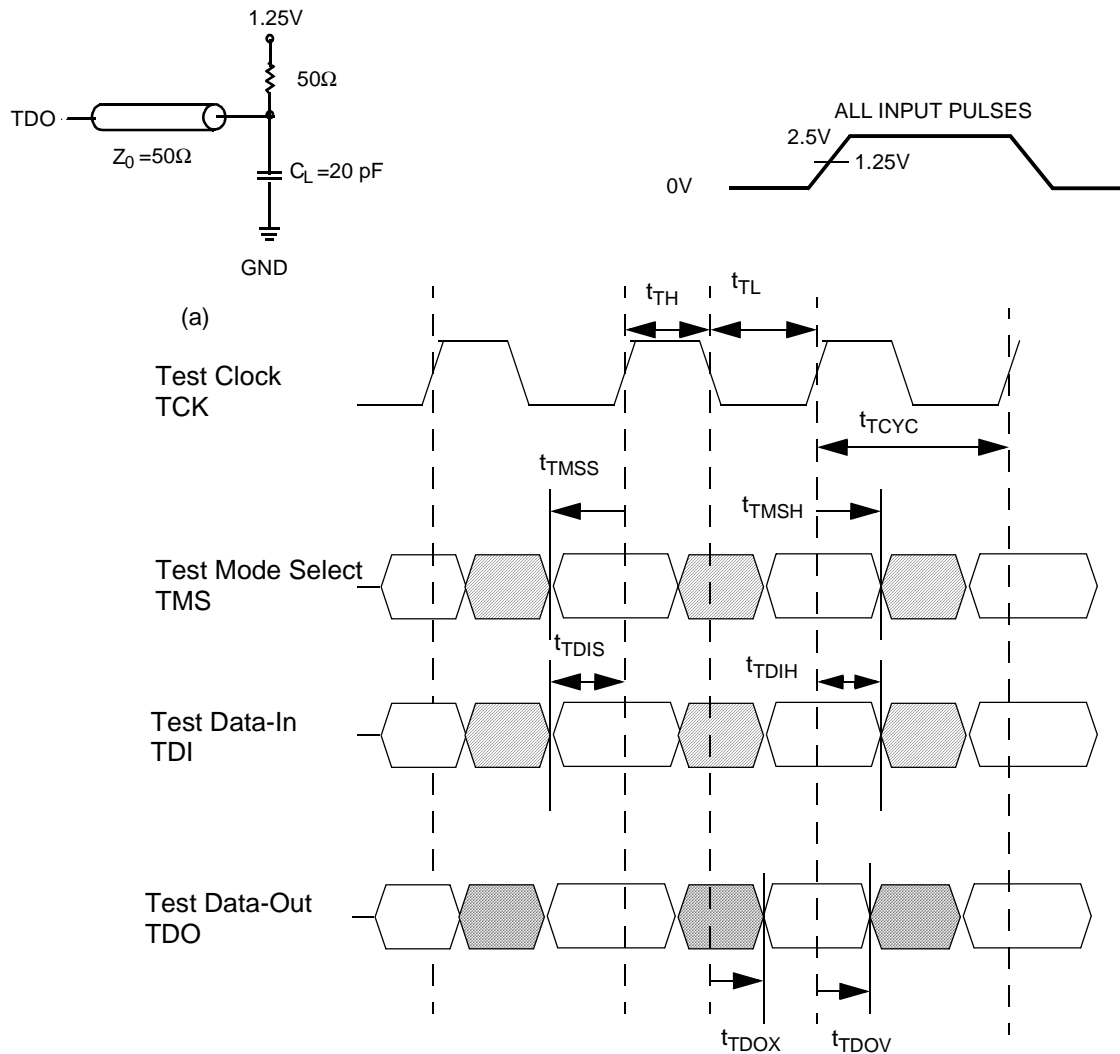 1.25V
50Ω
TDO
Z0 =50Ω
CL =20 pF
GND
ALL INPUT PULSES
2.5V
1.25V
0V
(a)
tTH
tTL
Test Clock
TCK
tTCYC
tTMSS
tTMSH
Test Mode Select
TMS
tTDIS
tTDIH
Test Data-In
TDI
Test Data-Out
TDO
tTDOX
tTDOV